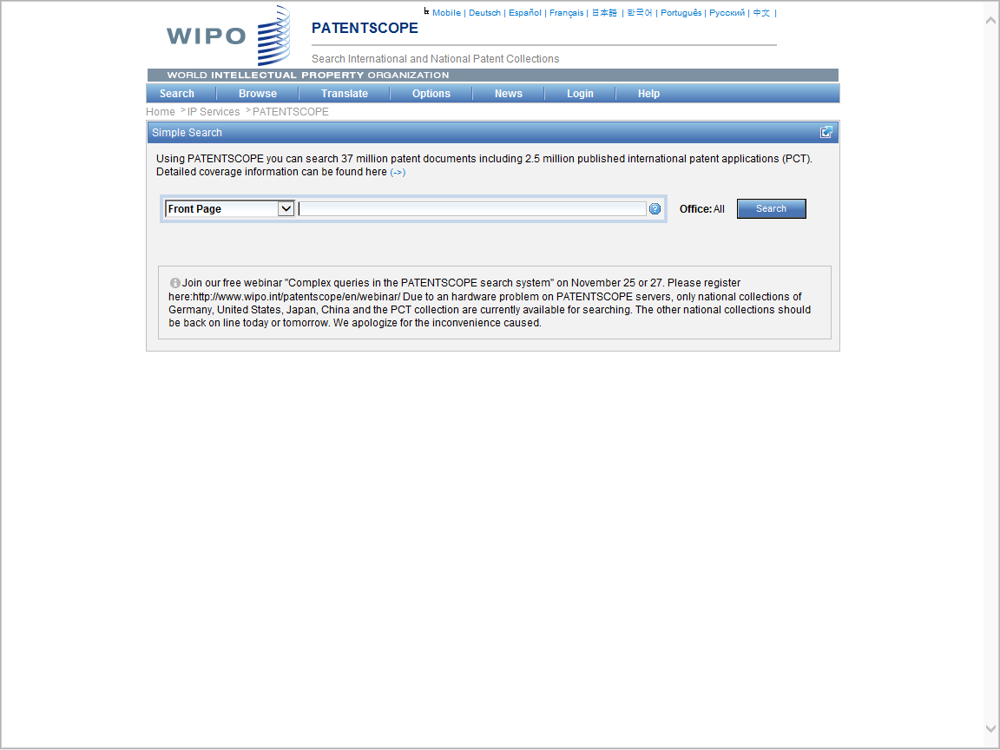 Mobile | Deutsch | Español | Français | 日本語 | 한국어 | Português | Русский | 中文 |
WIPO
PATENTSCOPE
Search International and National Patent Collections
WORLD INTELLECTUAL PROPERTY ORGANIZATION
Search Browse Translate Options News Login Help
Home > IP Services > PATENTSCOPE
Simple Search
Using PATENTSCOPE you can search 37 million patent documents including 2.5 million published international patent applications (PCT).
Detailed coverage information can be found here (->)
Front Page ? Office: All Search
Join our free webinar "Complex queries in the PATENTSCOPE search system" on November 25 or 27. Please register
here:http://www.wipo.int/patentscope/en/webinar/ Due to an hardware problem on PATENTSCOPE servers, only national collections of
Germany, United States, Japan, China and the PCT collection are currently available for searching. The other national collections should
be back on line today or tomorrow. We apologize for the inconvenience caused.